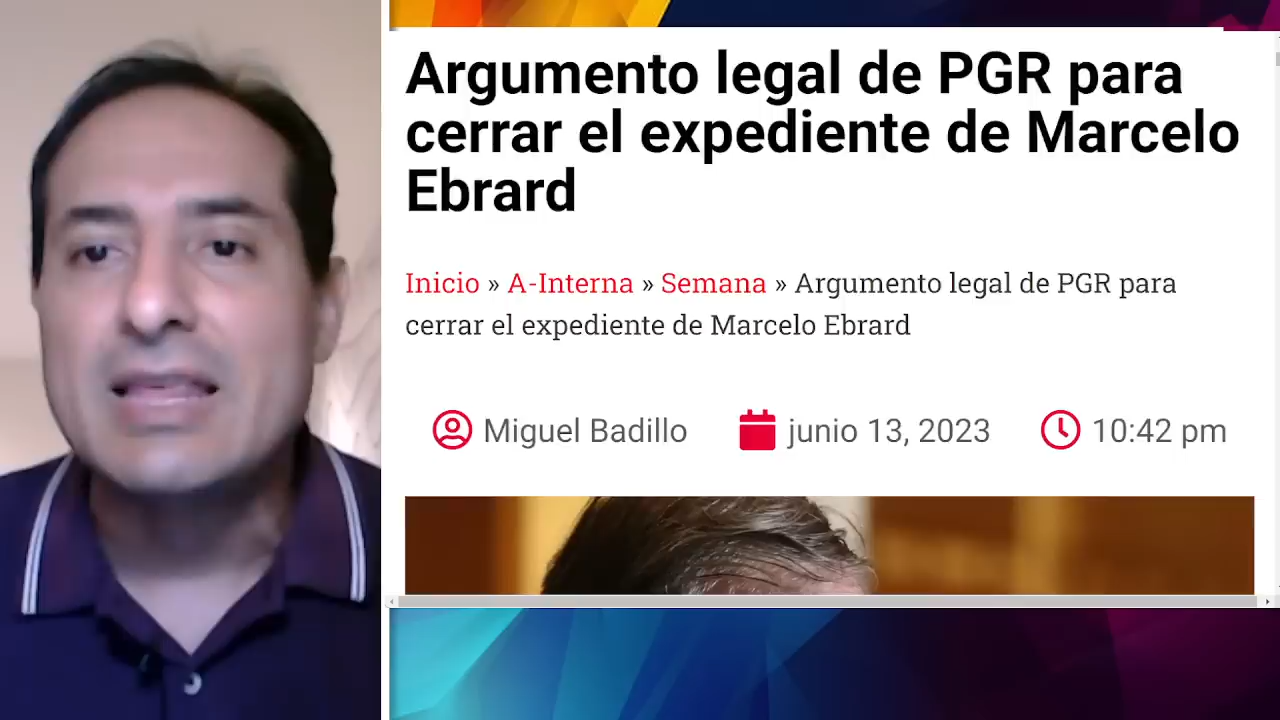 Argumento legal de PGR para
cerrar el expediente de Marcelo
Ebrard
Inicio » A-Interna » Semana » Argumento legal de PGR para
cerrar el expediente de Marcelo Ebrard
Miguel Badillo junio 13, 2023 10:42 pm